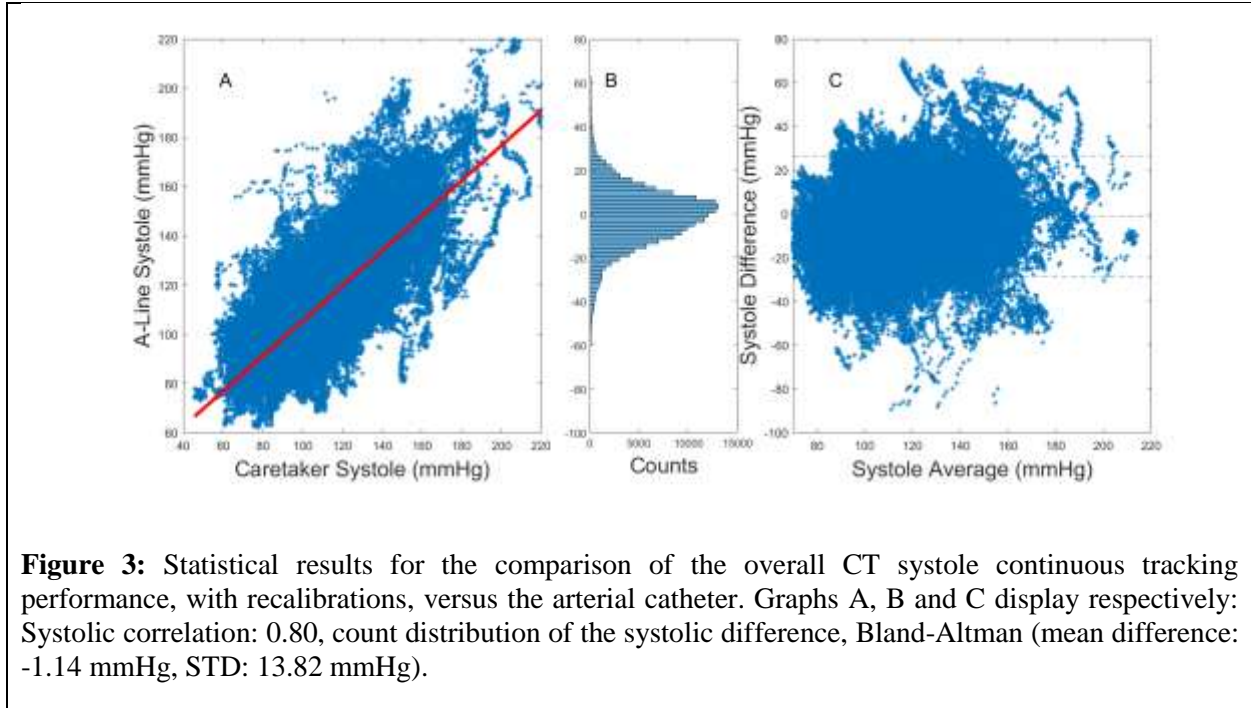 220
200
180
160
140
120
100
80
60
A
A-Line Systole (mmHg)
40 60 80 100 120 140 160 180 200 220
Caretaker Systole (mmHg)
80
60
40
20
0
-20
-40
-60
-80
-100
B
0 5000 10000 15000
Counts
80
60
40
20
0
-20
-40
-60
-80
-100
C
Systole Difference (mmHg)
80 100 120 140 160 180 200 220
Systole Average (mmHg)
Figure 3: Statistical results for the comparison of the overall CT systole continuous tracking
performance, with recalibrations, versus the arterial catheter. Graphs A, B and C display respectively:
Systolic correlation: 0.80, count distribution of the systolic difference, Bland-Altman (mean difference:
-1.14 mmHg, STD: 13.82 mmHg).